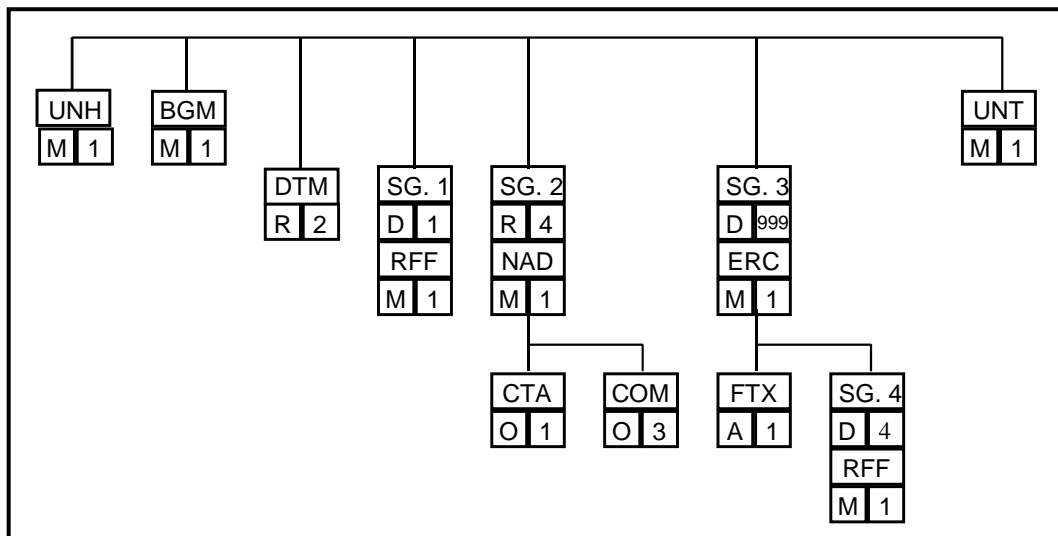 UNH BGM UNT
M 1 M 1 M 1
DTM SG. 1 SG. 2 SG. 3
R 2 D 1 R 4 D 999
RFF NAD ERC
M 1 M 1 M 1
CTA COM FTX SG. 4
O 1 O 3 A 1 D 4
RFF
M 1